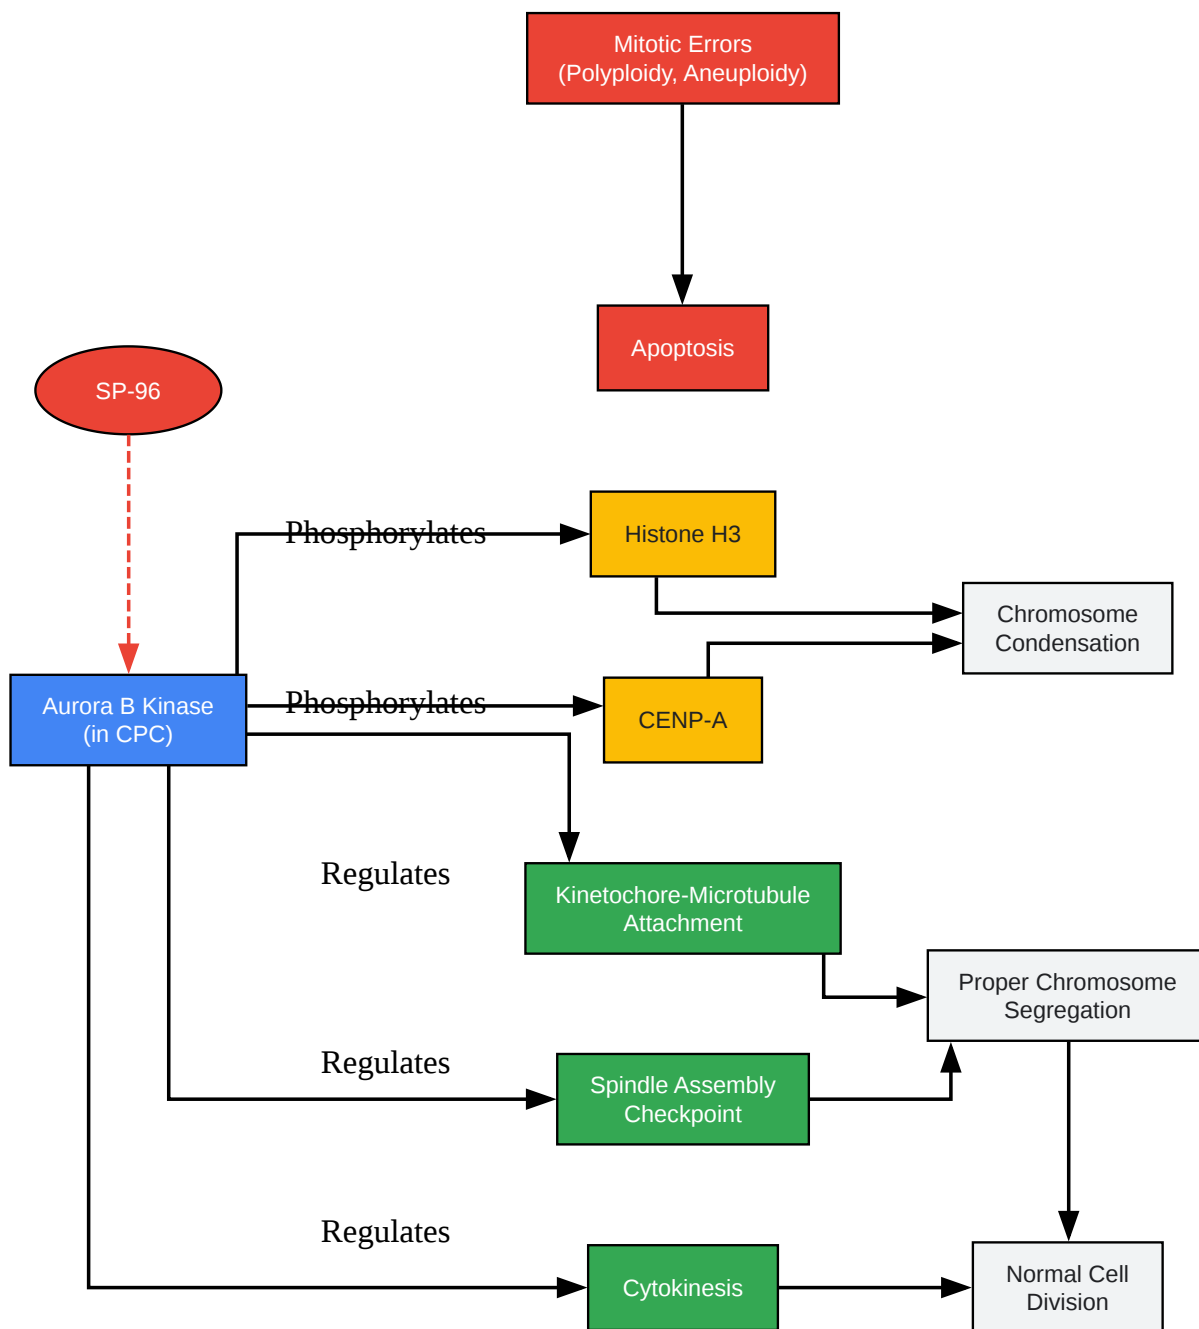 Mitotic Errors
(Polyploidy, Aneuploidy)
Apoptosis
SP-96
Phosphorylates
Histone H3
Chromosome
Condensation
Aurora B Kinase
(in CPC)
Phosphorylates
CENP-A
Regulates
Kinetochore-Microtubule
Attachment
Proper Chromosome
Segregation
Regulates
Spindle Assembly
Checkpoint
Regulates
Cytokinesis
Normal Cell
Division